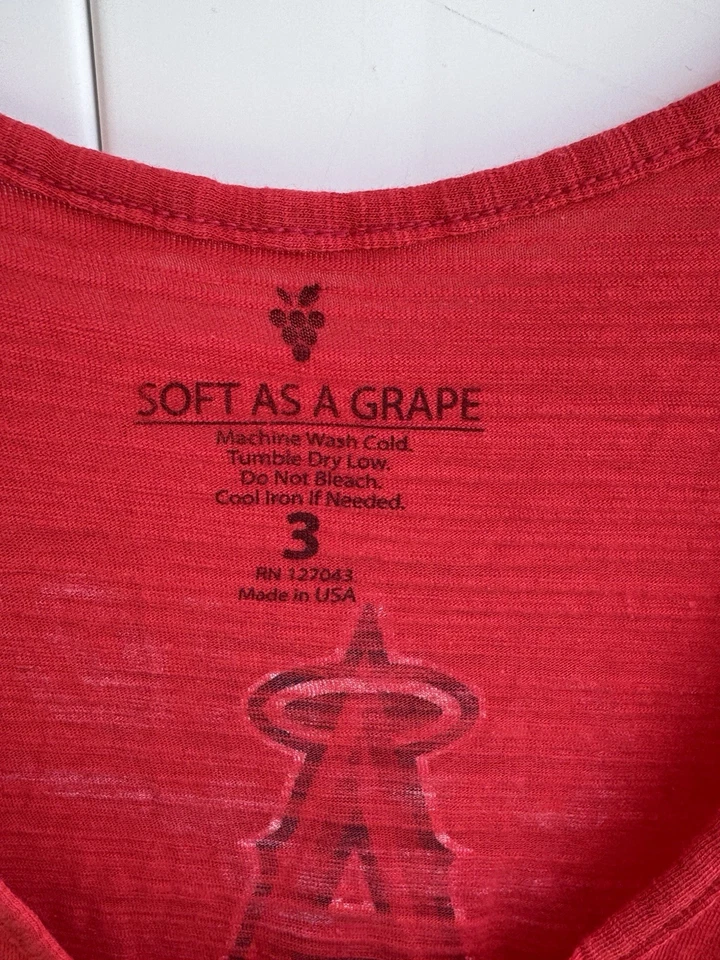 SOFT AS A GRAPE
Machine Wash Cold.
Tumble Dry Low.
Do Not Bleach.
Cool Iron If Needed.
3
RN 127043
Made in USA
A